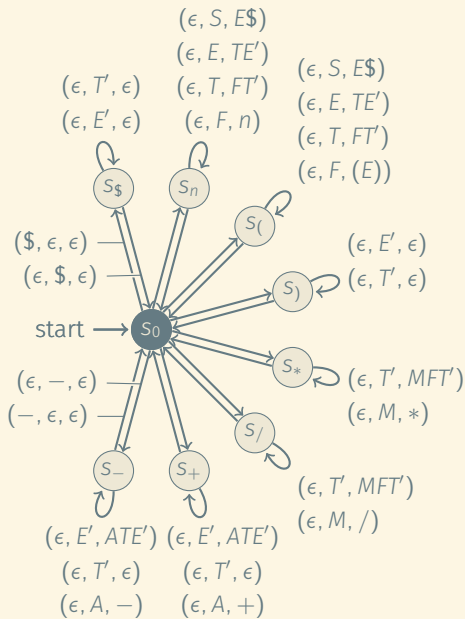 (ϵ, S, E$)
(ϵ, E, TE′)
(ϵ, T, FT′)
(ϵ, F, n)
(ϵ, S, E$)
(ϵ, E, TE′)
(ϵ, T, FT′)
(ϵ, F, (E))
(ϵ, T′, ϵ)
(ϵ, E′, ϵ)
S$
Sn
S(
($, ϵ, ϵ)
(ϵ, $, ϵ)
(ϵ, E′, ϵ)
(ϵ, T′, ϵ)
S)
start
S0
S*
(ϵ, T′, MFT′)
(ϵ, M, *)
(ϵ, −, ϵ)
(−, ϵ, ϵ)
S/
(ϵ, T′, MFT′)
(ϵ, M, /)
S−
S+
(ϵ, E′, ATE′)
(ϵ, T′, ϵ)
(ϵ, A, −)
(ϵ, E′, ATE′)
(ϵ, T′, ϵ)
(ϵ, A, +)